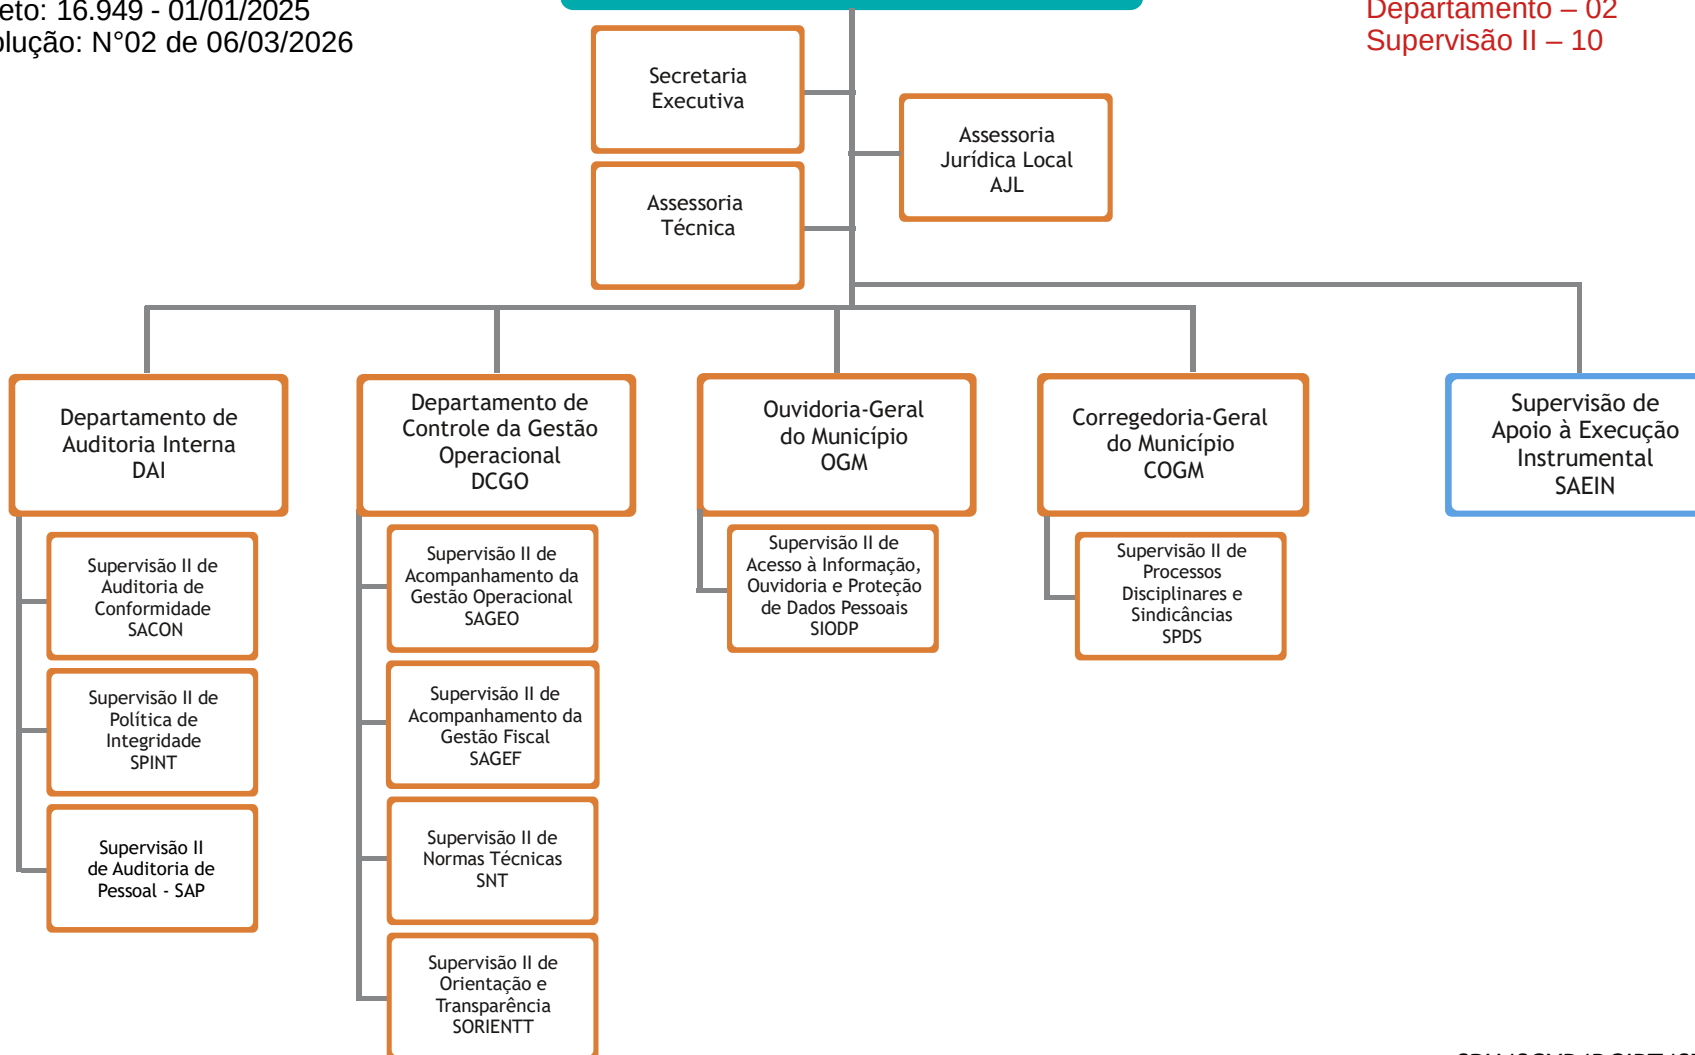 eto: 16.949 - 01/01/2025
olução: N°02 de 06/03/2026
Departamento – 02
Supervisão II – 10
Secretaria
Executiva
Assessoria
Jurídica Local
AJL
Assessoria
Técnica
Departamento de
Auditoria Interna
DAI
Departamento de
Controle da Gestão
Operacional
DCGO
Ouvidoria-Geral
do Município
OGM
Corregedoria-Geral
do Município
COGM
Supervisão de
Apoio à Execução
Instrumental
SAEIN
Supervisão II de
Auditoria de
Conformidade
SACON
Supervisão II de
Política de
Integridade
SPINT
Supervisão II
de Auditoria de
Pessoal - SAP
Supervisão II de
Acompanhamento da
Gestão Operacional
SAGEO
Supervisão II de
Acompanhamento da
Gestão Fiscal
SAGEF
Supervisão II de
Normas Técnicas
SNT
Supervisão II de
Orientação e
Transparência
SORIENTT
Supervisão II de
Acesso à Informação,
Ouvidoria e Proteção
de Dados Pessoais
SIODP
Supervisão II de
Processos
Disciplinares e
Sindicâncias
SPDS